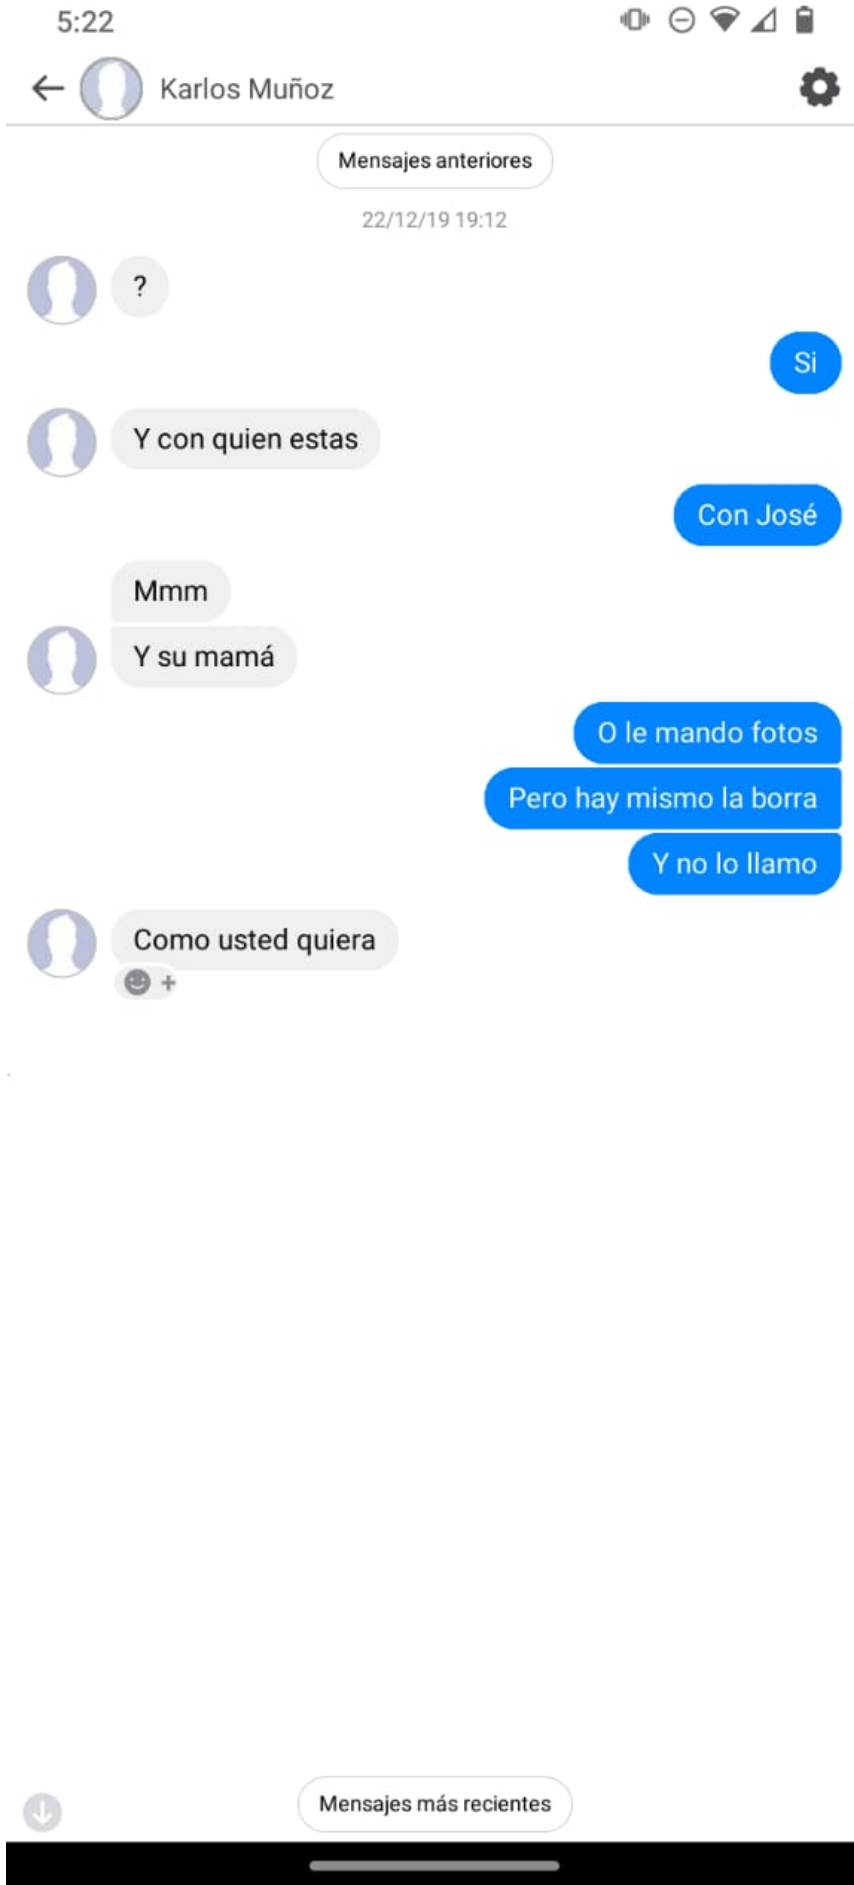 5:22
Karlos Muñoz
Mensajes anteriores
22/12/19 19:12
?
Si
Y con quien estas
Con José
Mmm
Y su mamá
O le mando fotos
Pero hay mismo la borra
Y no lo llamo
Como usted quiera
Mensajes más recientes